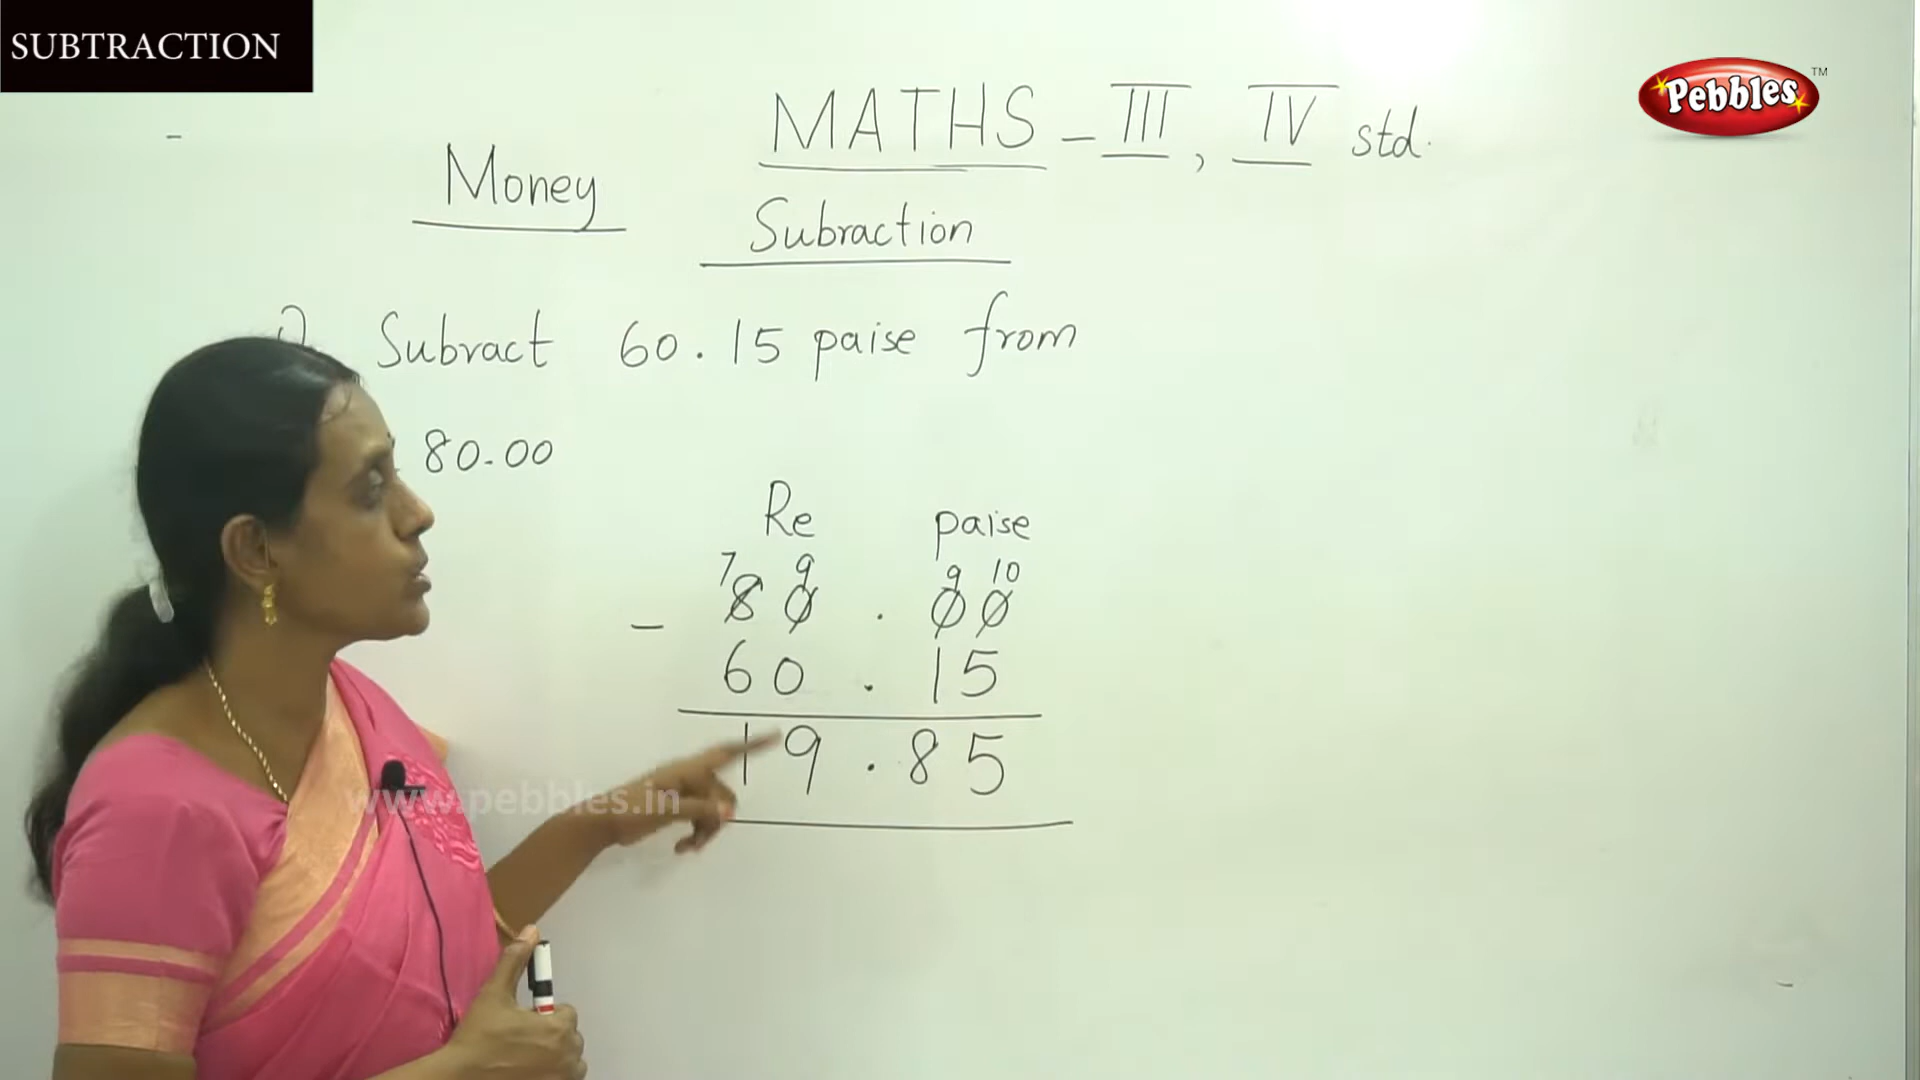 SUBTRACTION
Pebbles TM
MATHS - III, IV std.
Money
Subraction
Subract 60.15 paise from
80.00
Re paise
7 9 9 10
- 80.00
60.15
19.85
www.pebbles.in